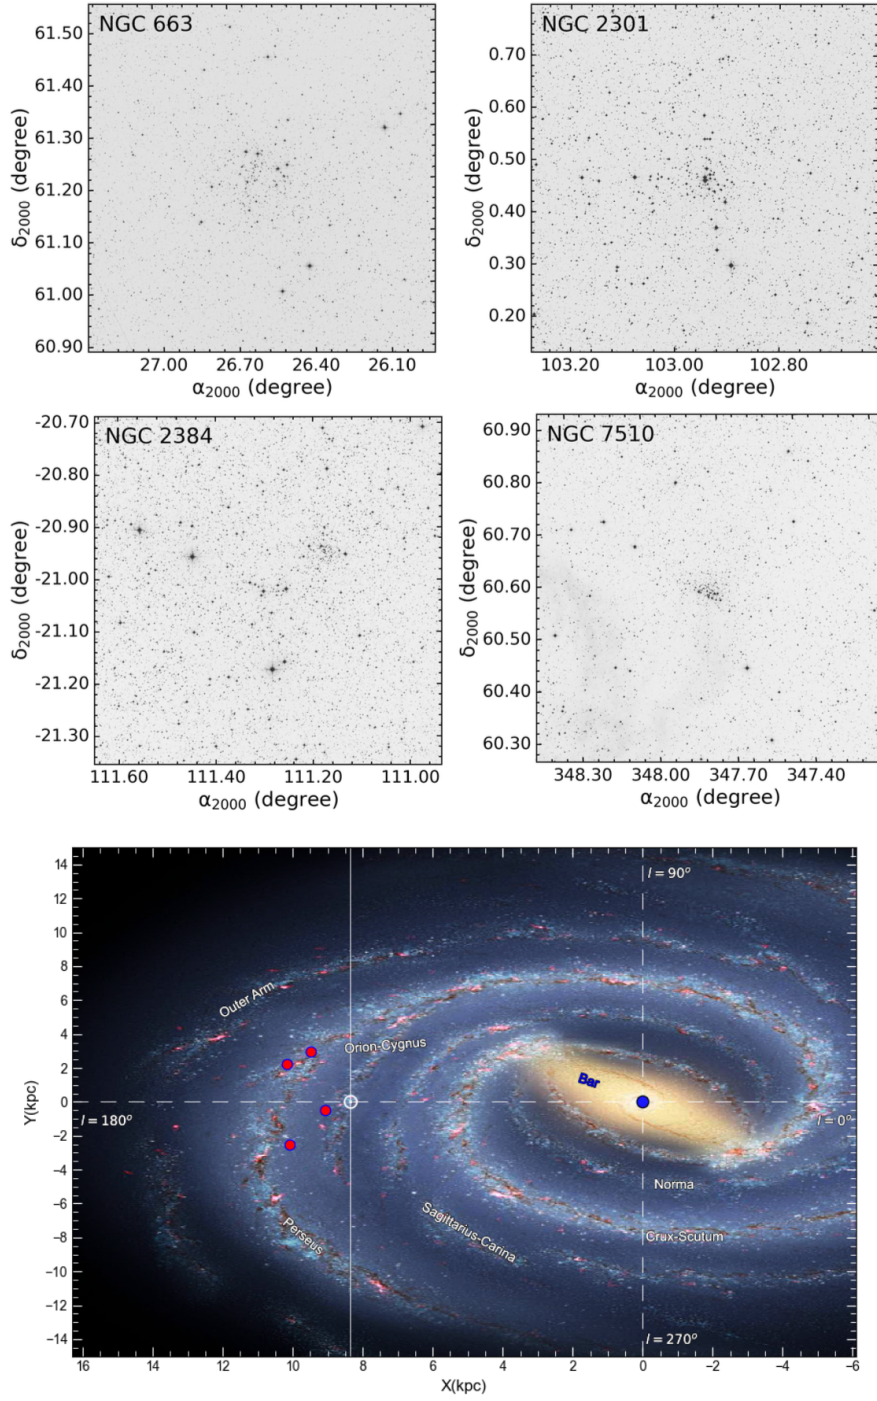 NGC 663
61.55
61.44
61.30
61.20
61.10
61.00
60.90
δ2000 (degree)
27.00 26.70 26.40 26.10
α2000 (degree)
NGC 2301
0.70
0.60
0.50
0.40
0.30
0.20
δ2000 (degree)
103.20 103.00 102.80
α2000 (degree)
NGC 2384
-20.70
-20.80
-20.90
-21.00
-21.10
-21.20
-21.30
δ2000 (degree)
111.60 111.40 111.20 111.00
α2000 (degree)
NGC 7510
60.90
60.80
60.70
60.60
60.50
60.40
60.30
δ2000 (degree)
348.30 348.00 347.70 347.40
α2000 (degree)
14
12
10
8
6
4
2
0
−2
−4
−6
−8
−10
−12
−14
Y(kpc)
l = 90°
Outer Arm
Orion-Cygnus
Bar
l = 180°
l = 0°
Norma
Sagittarius-Carina
Perseus
Crux-Scutum
l = 270°
16 14 12 10 8 6 4 2 0 −2 −4 −6
X(kpc)